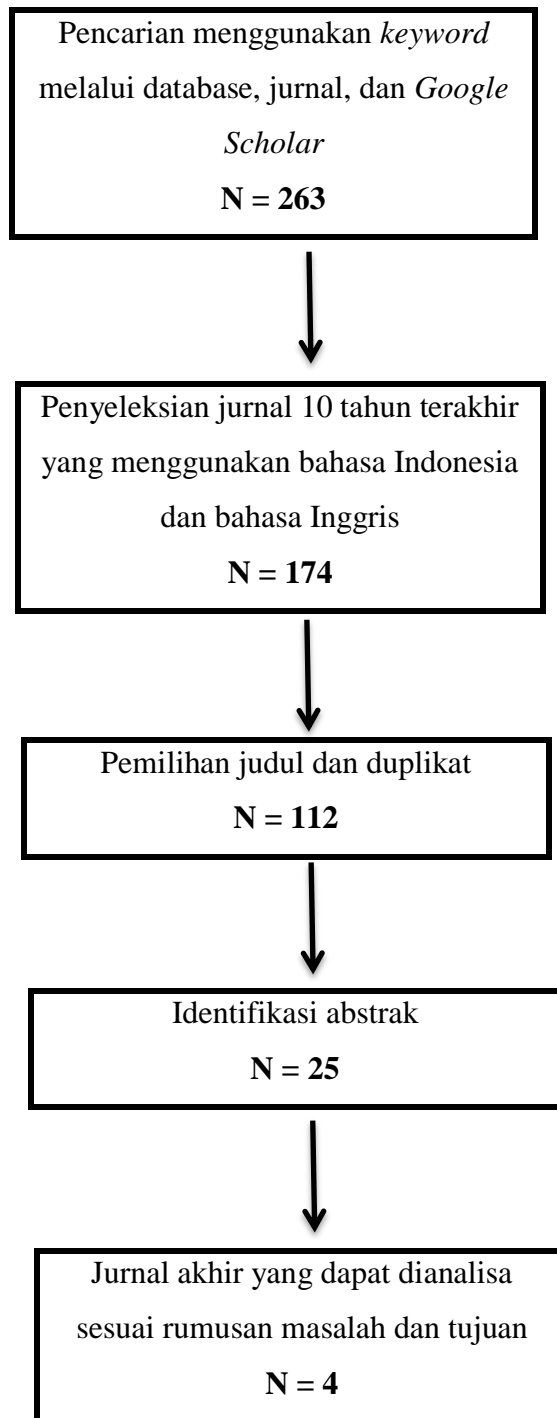 Pencarian menggunakan keyword
melalui database, jurnal, dan Google
Scholar
N = 263
Penyeleksian jurnal 10 tahun terakhir
yang menggunakan bahasa Indonesia
dan bahasa Inggris
N = 174
Pemilihan judul dan duplikat
N = 112
Identifikasi abstrak
N = 25
Jurnal akhir yang dapat dianalisa
sesuai rumusan masalah dan tujuan
N = 4